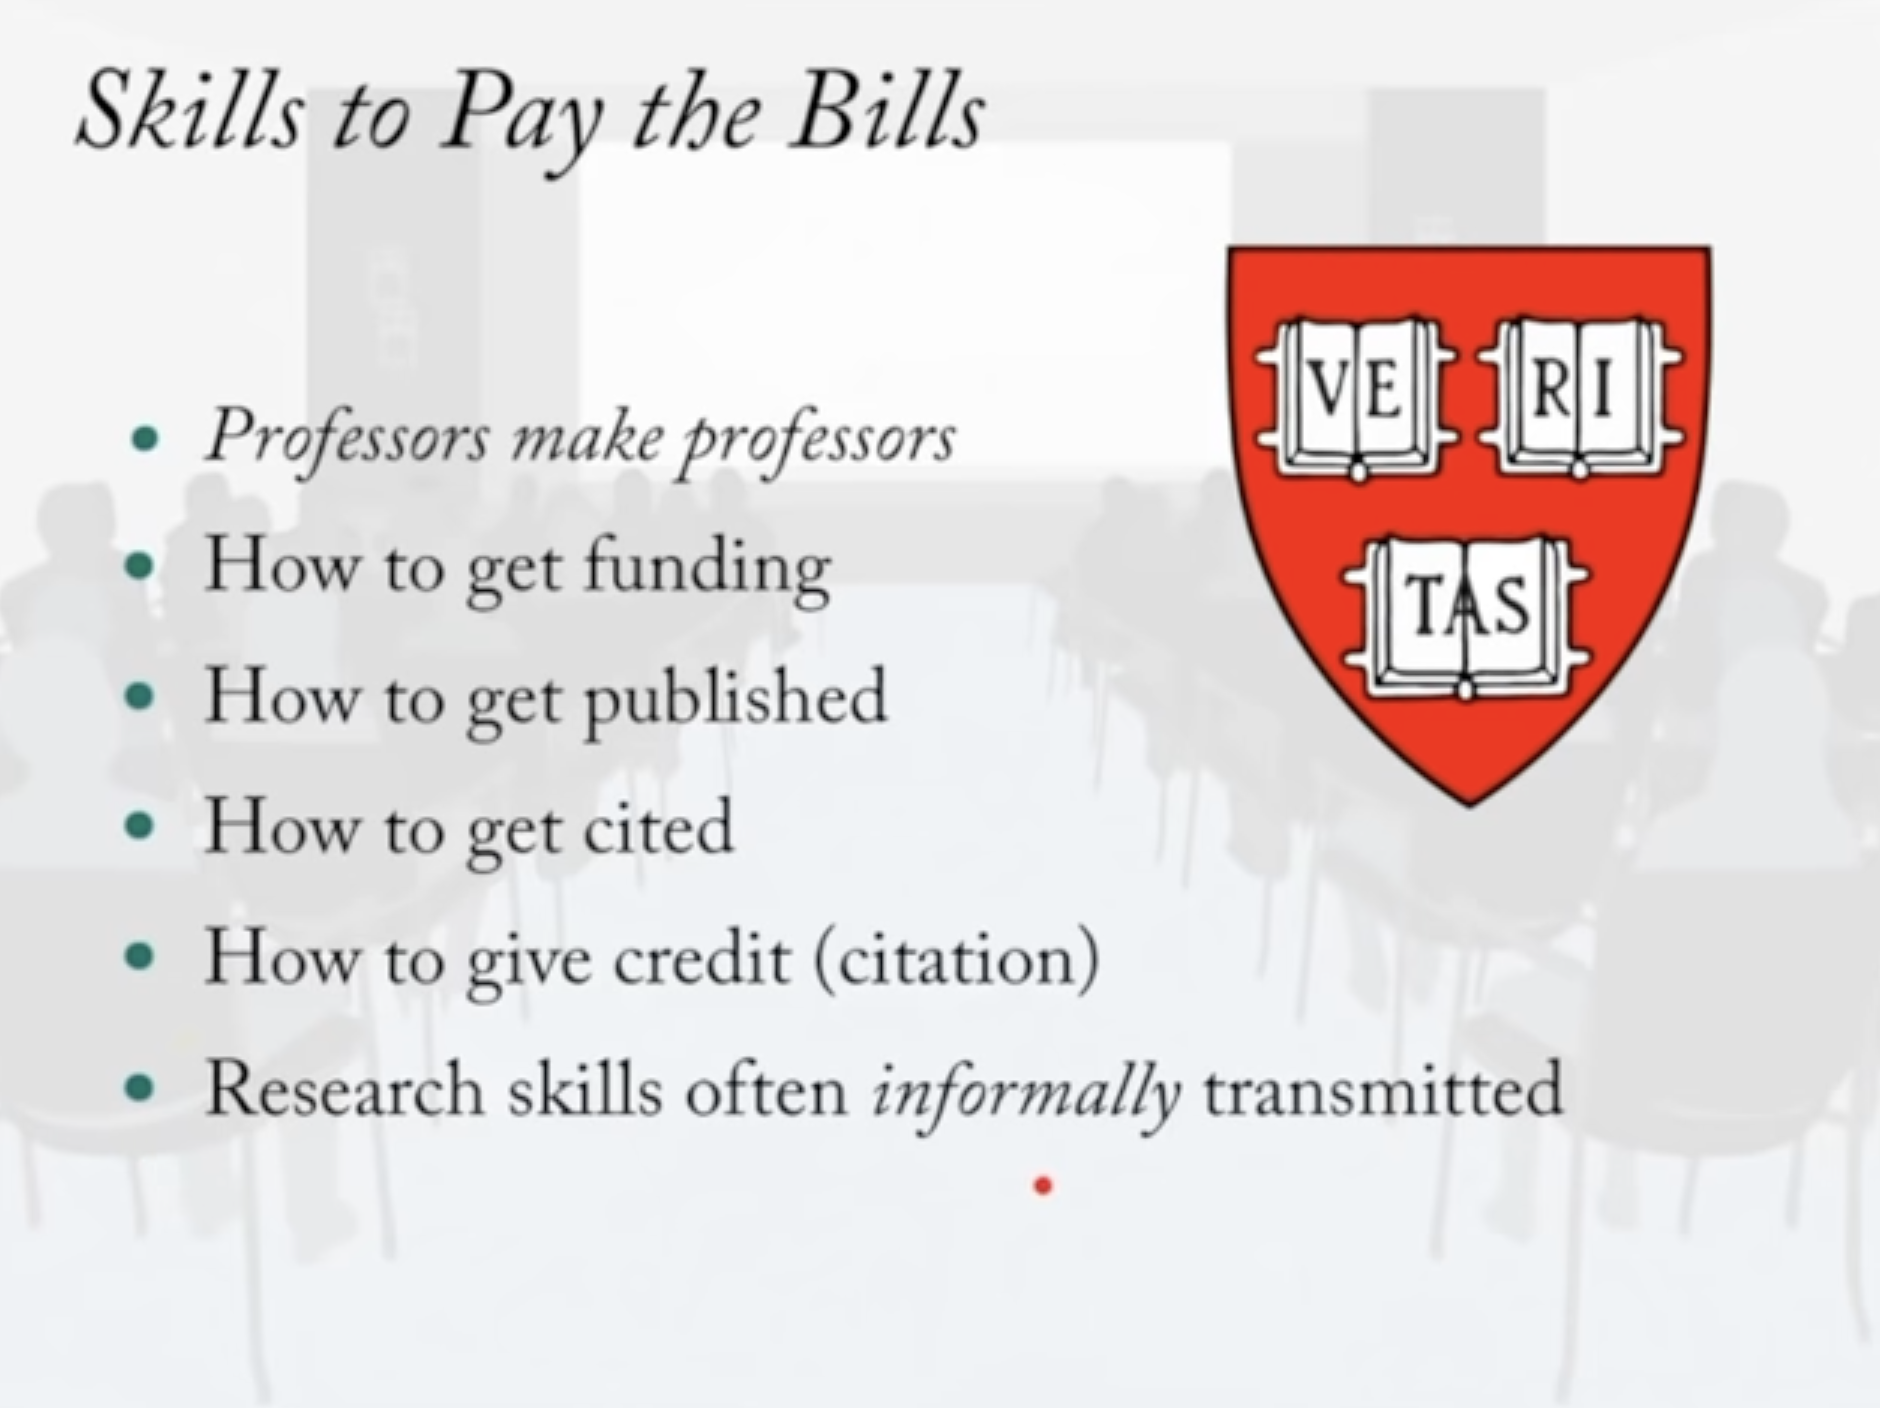 Skills to Pay the Bills
Professors make professors
How to get funding
How to get published
How to get cited
How to give credit (citation)
Research skills often informally transmitted
VE RI
TAS